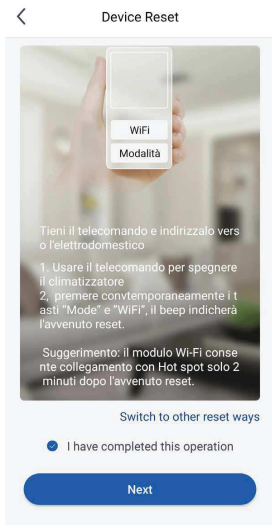 Device Reset
WiFi
Modalità
Tieni il telecomando e indirizzalo vers
o l'elettrodomestico
1. Usare il telecomando per spegnere
il climatizzatore
2, premere convtemporaneamente i t
asti "Mode" e "WiFi", il beep indicherà
l'avvenuto reset.
Suggerimento: il modulo Wi-Fi conse
nte collegamento con Hot spot solo 2
minuti dopo l'avvenuto reset.
Switch to other reset ways
I have completed this operation
Next